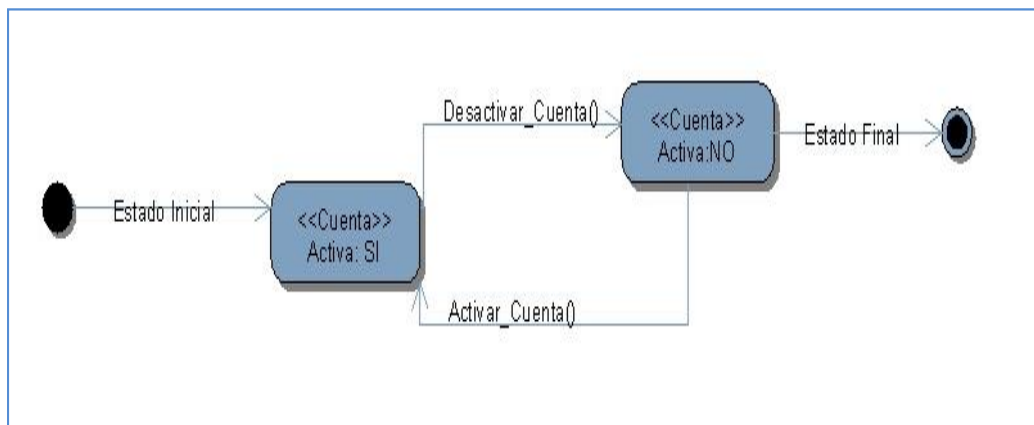 Desactivar_Cuenta()
<<Cuenta>>
Activa:NO
Estado Final
Estado Inicial
<<Cuenta>>
Activa: SI
Activar_Cuenta()